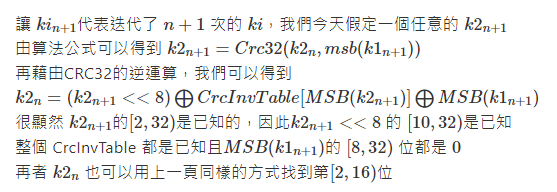 讓 ki_{n+1}代表迭代了 n + 1 次的 ki，我們今天假定一個任意的 k2_{n+1}
由算法公式可以得到 k2_{n+1} = Crc32(k2_n, msb(k1_{n+1}))
再藉由CRC32的逆運算，我們可以得到
k2_n = (k2_{n+1} << 8) ⨁ CrcInvTable[MSB(k2_{n+1})] ⨁ MSB(k1_{n+1})
很顯然 k2_{n+1}的[2, 32)是已知的，因此k2_{n+1} << 8 的 [10, 32)是已知
整個 CrcInvTable 都是已知且MSB(k1_{n+1})的 [8, 32) 位都是 0
再者 k2_n 也可以用上一頁同樣的方式找到第[2, 16)位